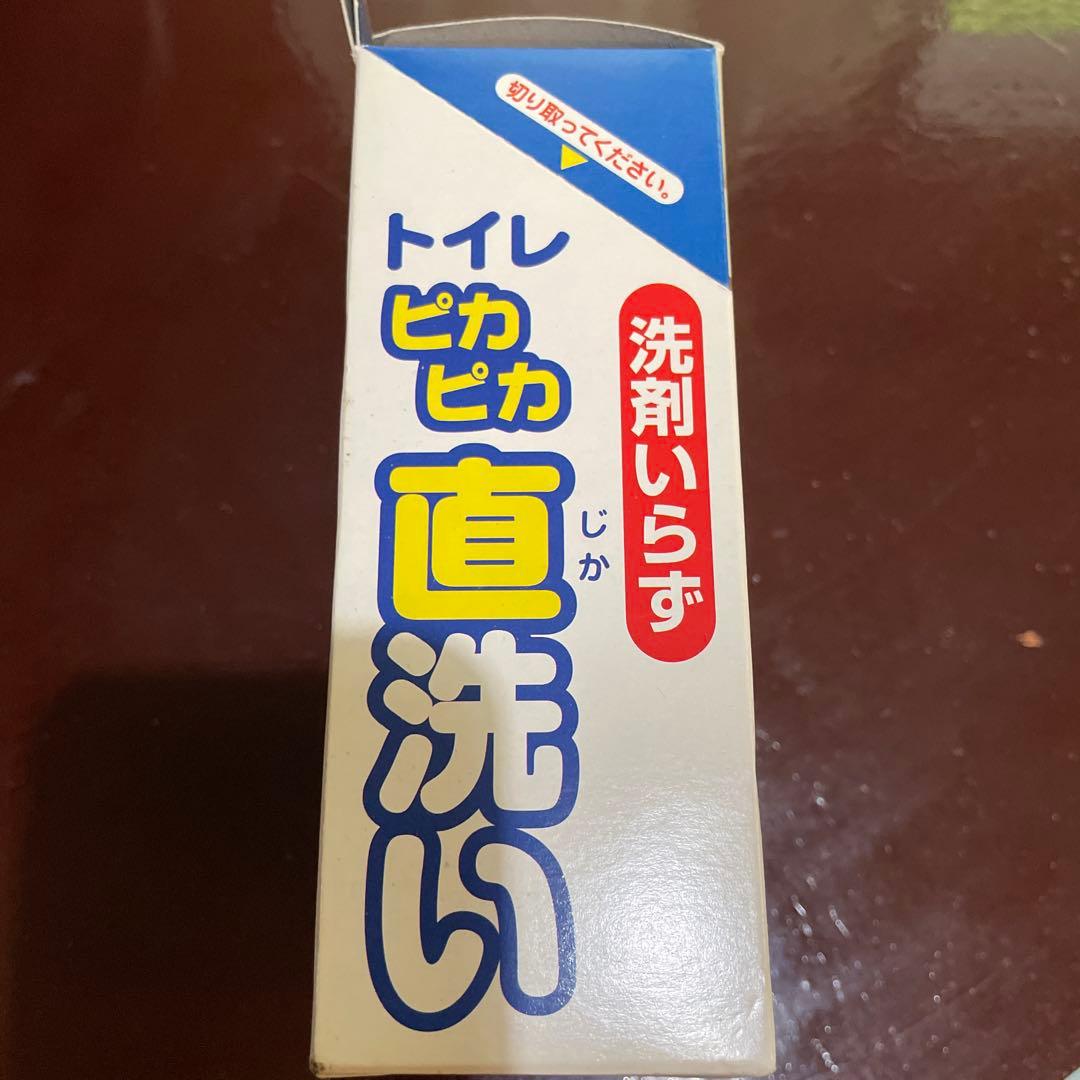 切り取ってください。
トイレ
ピカ
ピカ
直洗い
じか
洗剤いらず